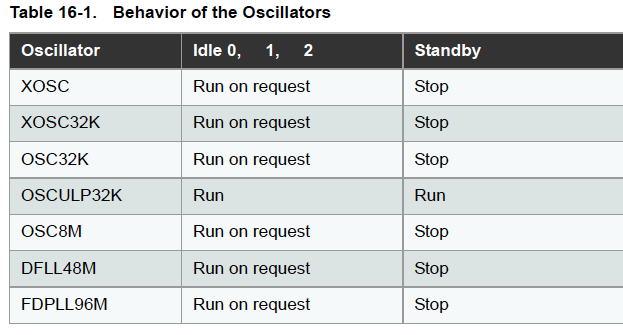 Table 16-1. Behavior of the Oscillators
Oscillator Idle 0, 1, 2 Standby
XOSC Run on request Stop
XOSC32K Run on request Stop
OSC32K Run on request Stop
OSCULP32K Run Run
OSC8M Run on request Stop
DFLL48M Run on request Stop
FDPLL96M Run on request Stop